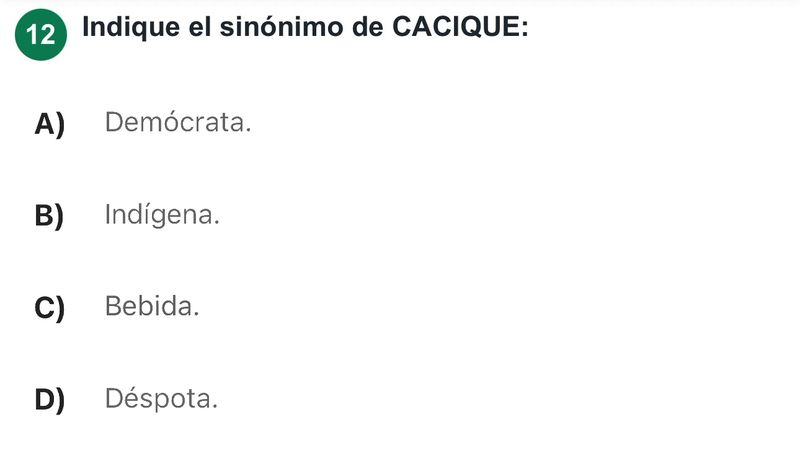 12 Indique el sinónimo de CACIQUE:
A) Demócrata.
B) Indígena.
C) Bebida.
D) Déspota.